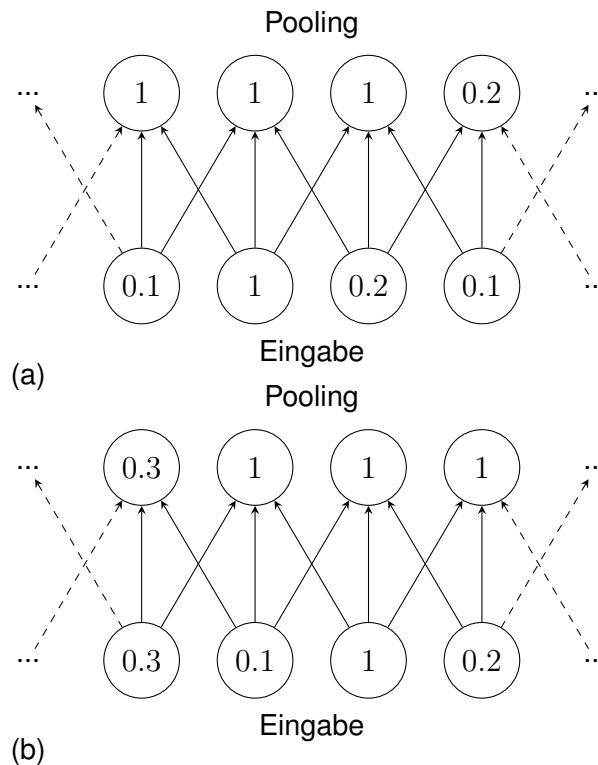 Pooling
... 1 1 1 0.2 ..
... 0.1 1 0.2 0.1 ..
Eingabe
(a)
Pooling
... 0.3 1 1 1 ..
... 0.3 0.1 1 0.2 ..
Eingabe
(b)